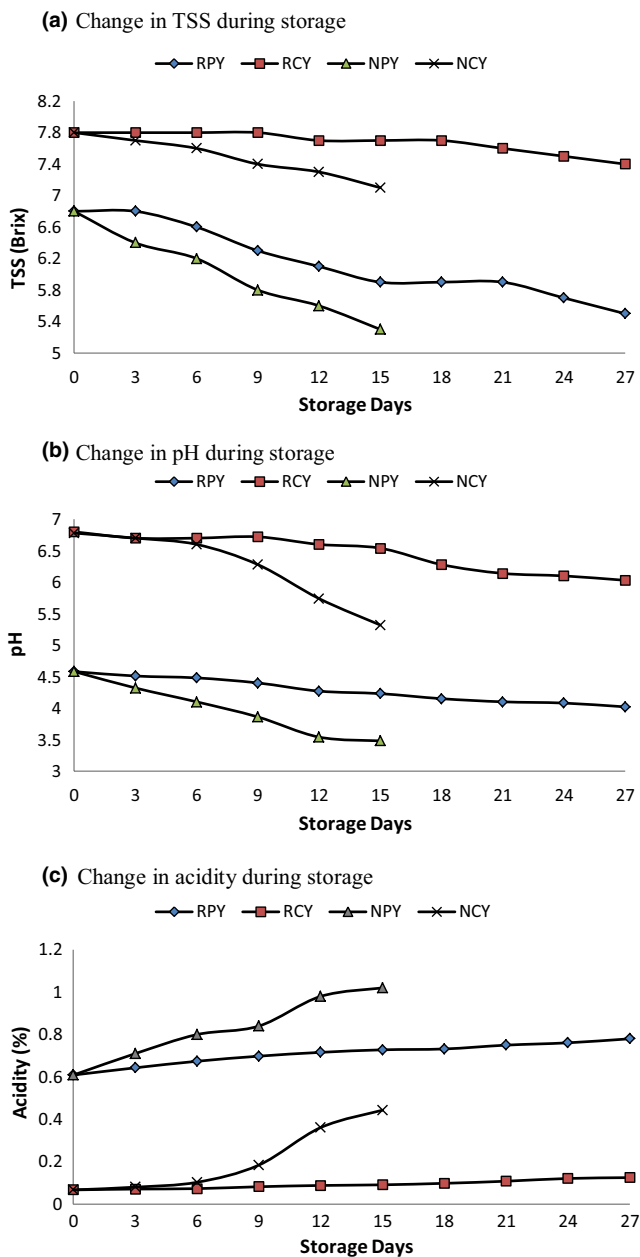 (a) Change in TSS during storage
RPY RCY NPY NCY
8.2
7.8
7.4
7
6.6
6.2
5.8
5.4
5
TSS (Brix)
0 3 6 9 12 15 18 21 24 27
Storage Days
(b) Change in pH during storage
RPY RCY NPY NCY
7
6.5
6
5.5
5
4.5
4
3.5
3
pH
0 3 6 9 12 15 18 21 24 27
Storage Days
(c) Change in acidity during storage
RPY RCY NPY NCY
1.2
1
0.8
0.6
0.4
0.2
0
Acidity (%)
0 3 6 9 12 15 18 21 24 27
Storage Days